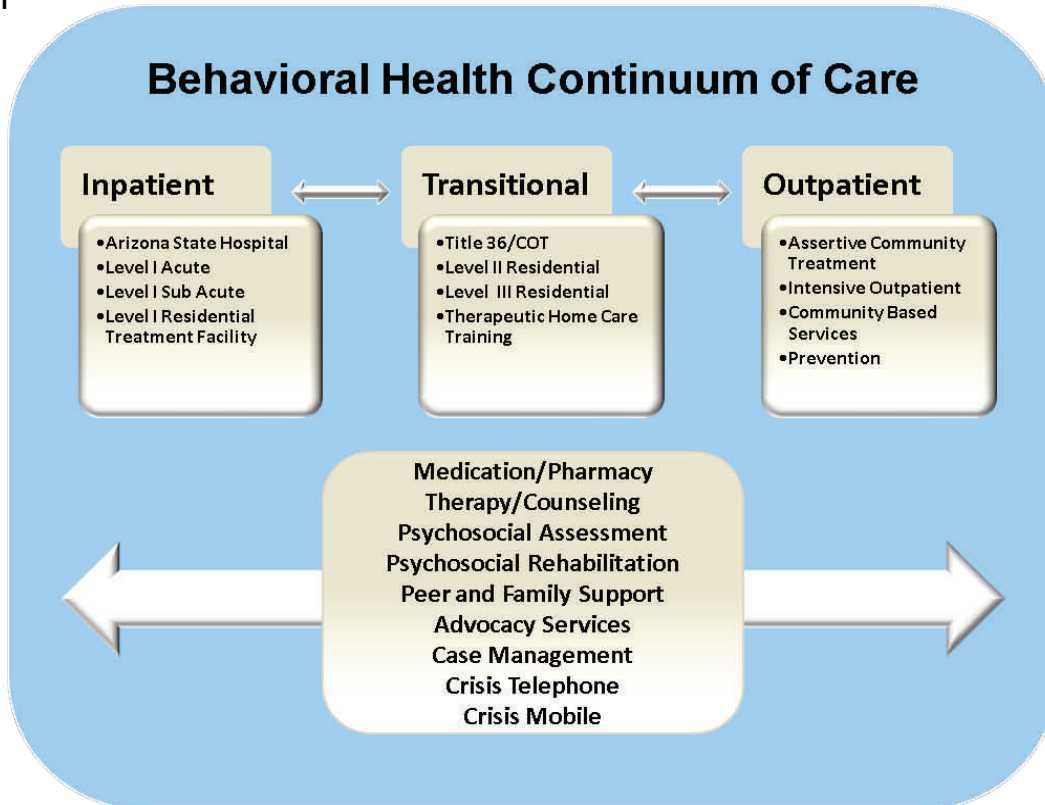 Behavioral Health Continuum of Care
Inpatient
•Arizona State Hospital
•Level I Acute
•Level I Sub Acute
•Level I Residential
Treatment Facility
Transitional
•Title 36/COT
•Level II Residential
•Level III Residential
•Therapeutic Home Care
Training
Outpatient
•Assertive Community
Treatment
•Intensive Outpatient
•Community Based
Services
•Prevention
Medication/Pharmacy
Therapy/Counseling
Psychosocial Assessment
Psychosocial Rehabilitation
Peer and Family Support
Advocacy Services
Case Management
Crisis Telephone
Crisis Mobile